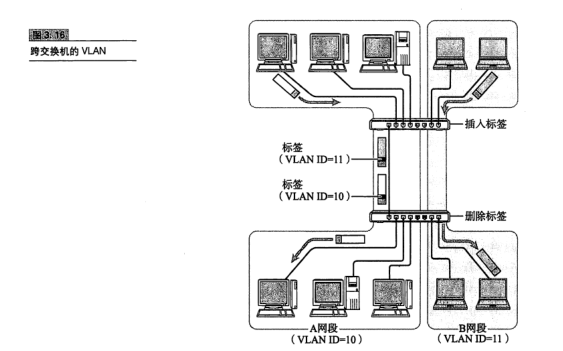 图3.16
跨交换机的 VLAN
插入标签
标签
（VLAN ID=11）
标签
（VLAN ID=10）
删除标签
A网段
（VLAN ID=10）
B网段
（VLAN ID=11）